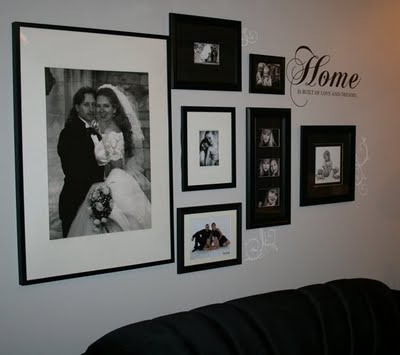 Home
IS BUILT OF LOVE AND DREAMS